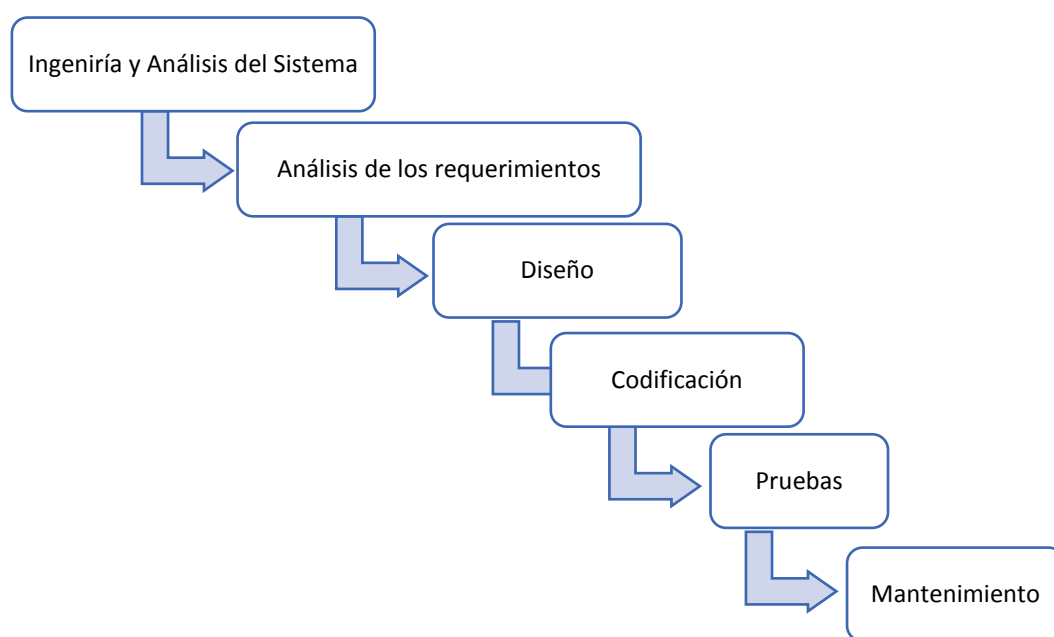 Ingeniría y Análisis del Sistema
Análisis de los requerimientos
Diseño
Codificación
Pruebas
Mantenimiento